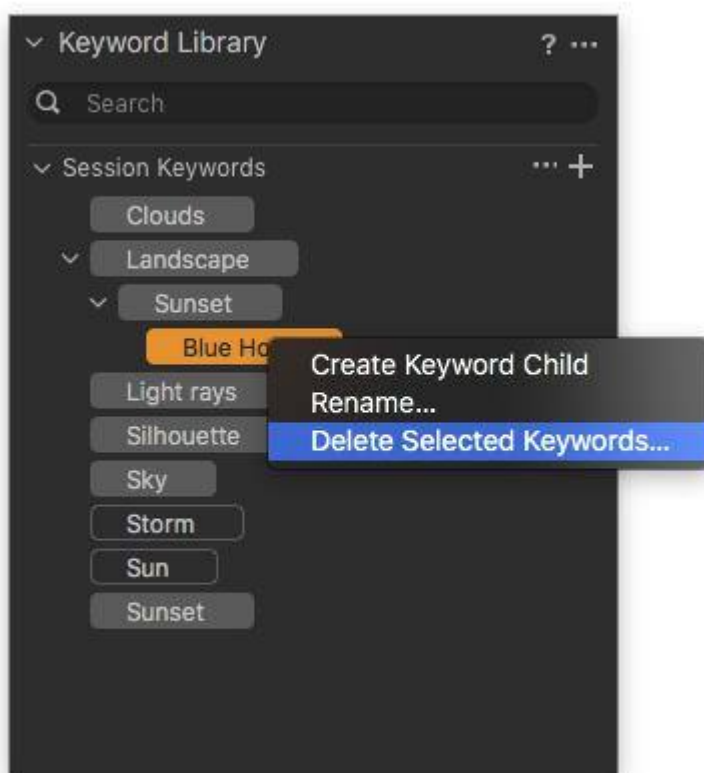 Keyword Library ? ...
Search
Session Keywords ... +
Clouds
Landscape
Sunset
Blue Ho
Create Keyword Child
Light rays
Rename...
Silhouette
Delete Selected Keywords...
Sky
Storm
Sun
Sunset